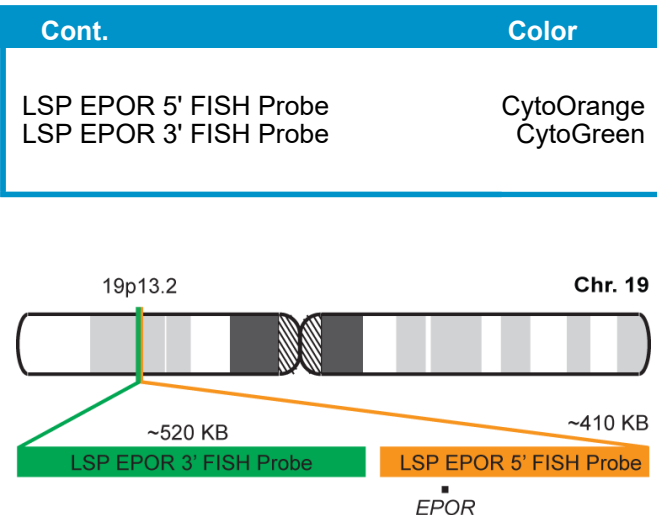 Cont. Color
LSP EPOR 5' FISH Probe CytoOrange
LSP EPOR 3' FISH Probe CytoGreen
19p13.2 Chr. 19
~520 KB ~410 KB
LSP EPOR 3’ FISH Probe LSP EPOR 5’ FISH Probe
EPOR